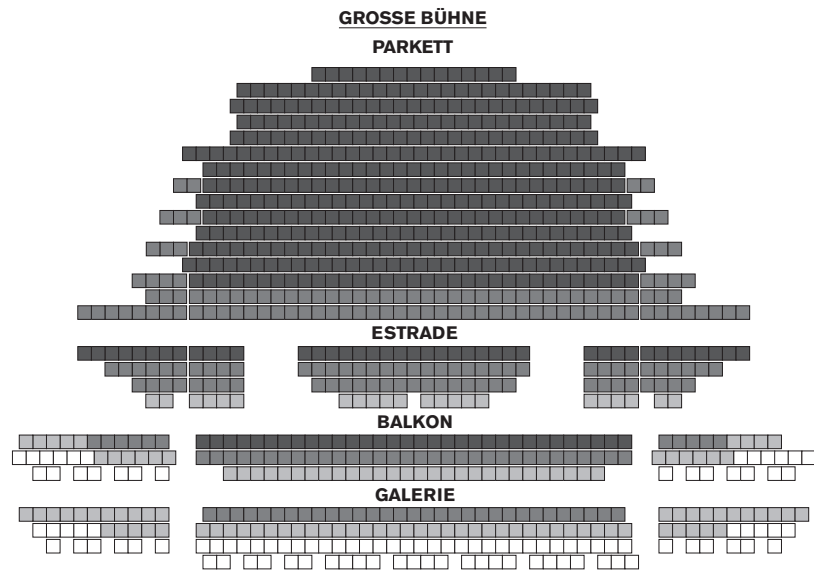 GROSSE BÜHNE
PARKETT
ESTRADE
BALKON
GALERIE